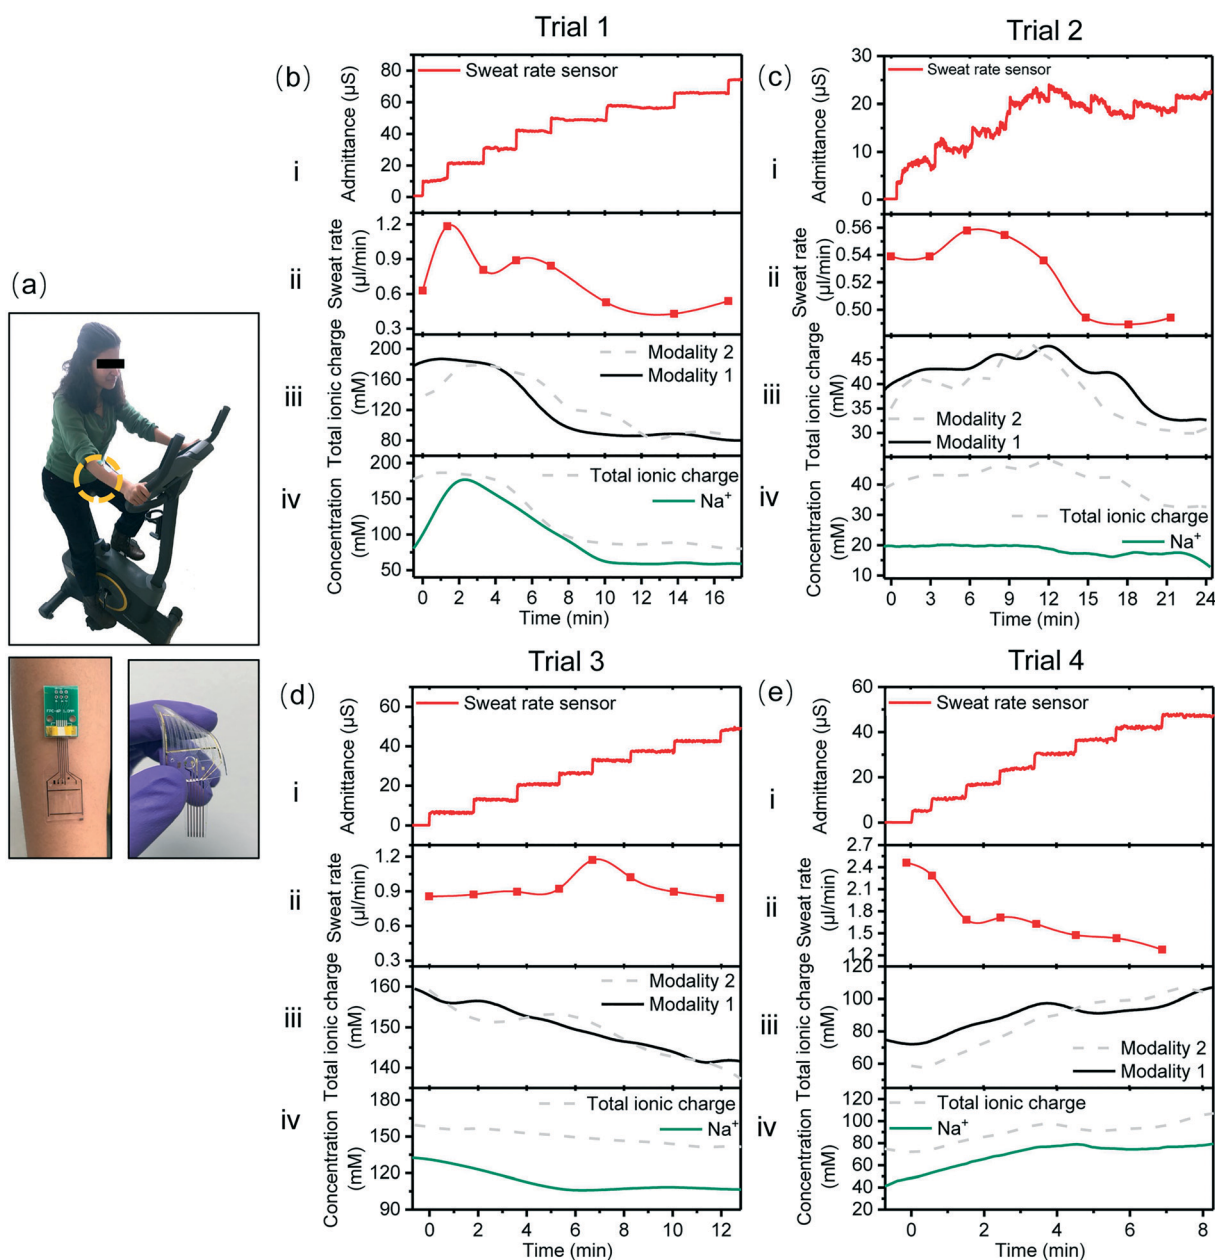 Trial 1
Trial 2
(a)
(b)
Sweat rate sensor
Admittance (µS)
80
60
40
20
0
i
Sweat rate
(µl/min)
1.2
0.9
0.6
0.3
ii
Total ionic charge
(mM)
200
160
120
80
Modality 2
Modality 1
iii
Concentration
(mM)
200
150
100
50
Total ionic charge
Na⁺
iv
0 2 4 6 8 10 12 14 16
Time (min)
(c)
Sweat rate sensor
Admittance (µS)
30
20
10
0
i
Sweat rate
(µl/min)
0.56
0.54
0.52
0.50
ii
Total ionic charge
(mM)
45
40
35
30
Modality 2
Modality 1
iii
Concentration
(mM)
40
30
20
10
Total ionic charge
Na⁺
iv
0 3 6 9 12 15 18 21 24
Time (min)
Trial 3
Trial 4
(d)
Sweat rate sensor
Admittance (µS)
60
40
20
0
i
Sweat rate
(µl/min)
1.2
0.9
0.6
0.3
ii
Total ionic charge
(mM)
160
150
140
Modality 2
Modality 1
iii
Concentration
(mM)
180
150
120
90
Total ionic charge
Na⁺
iv
0 2 4 6 8 10 12
Time (min)
(e)
Sweat rate sensor
Admittance (µS)
60
40
20
0
i
Sweat rate
(µl/min)
2.7
2.4
2.1
1.8
1.5
1.2
ii
Total ionic charge
(mM)
120
100
80
60
Modality 2
Modality 1
iii
Concentration
(mM)
120
100
80
60
40
20
Total ionic charge
Na⁺
iv
0 2 4 6 8
Time (min)